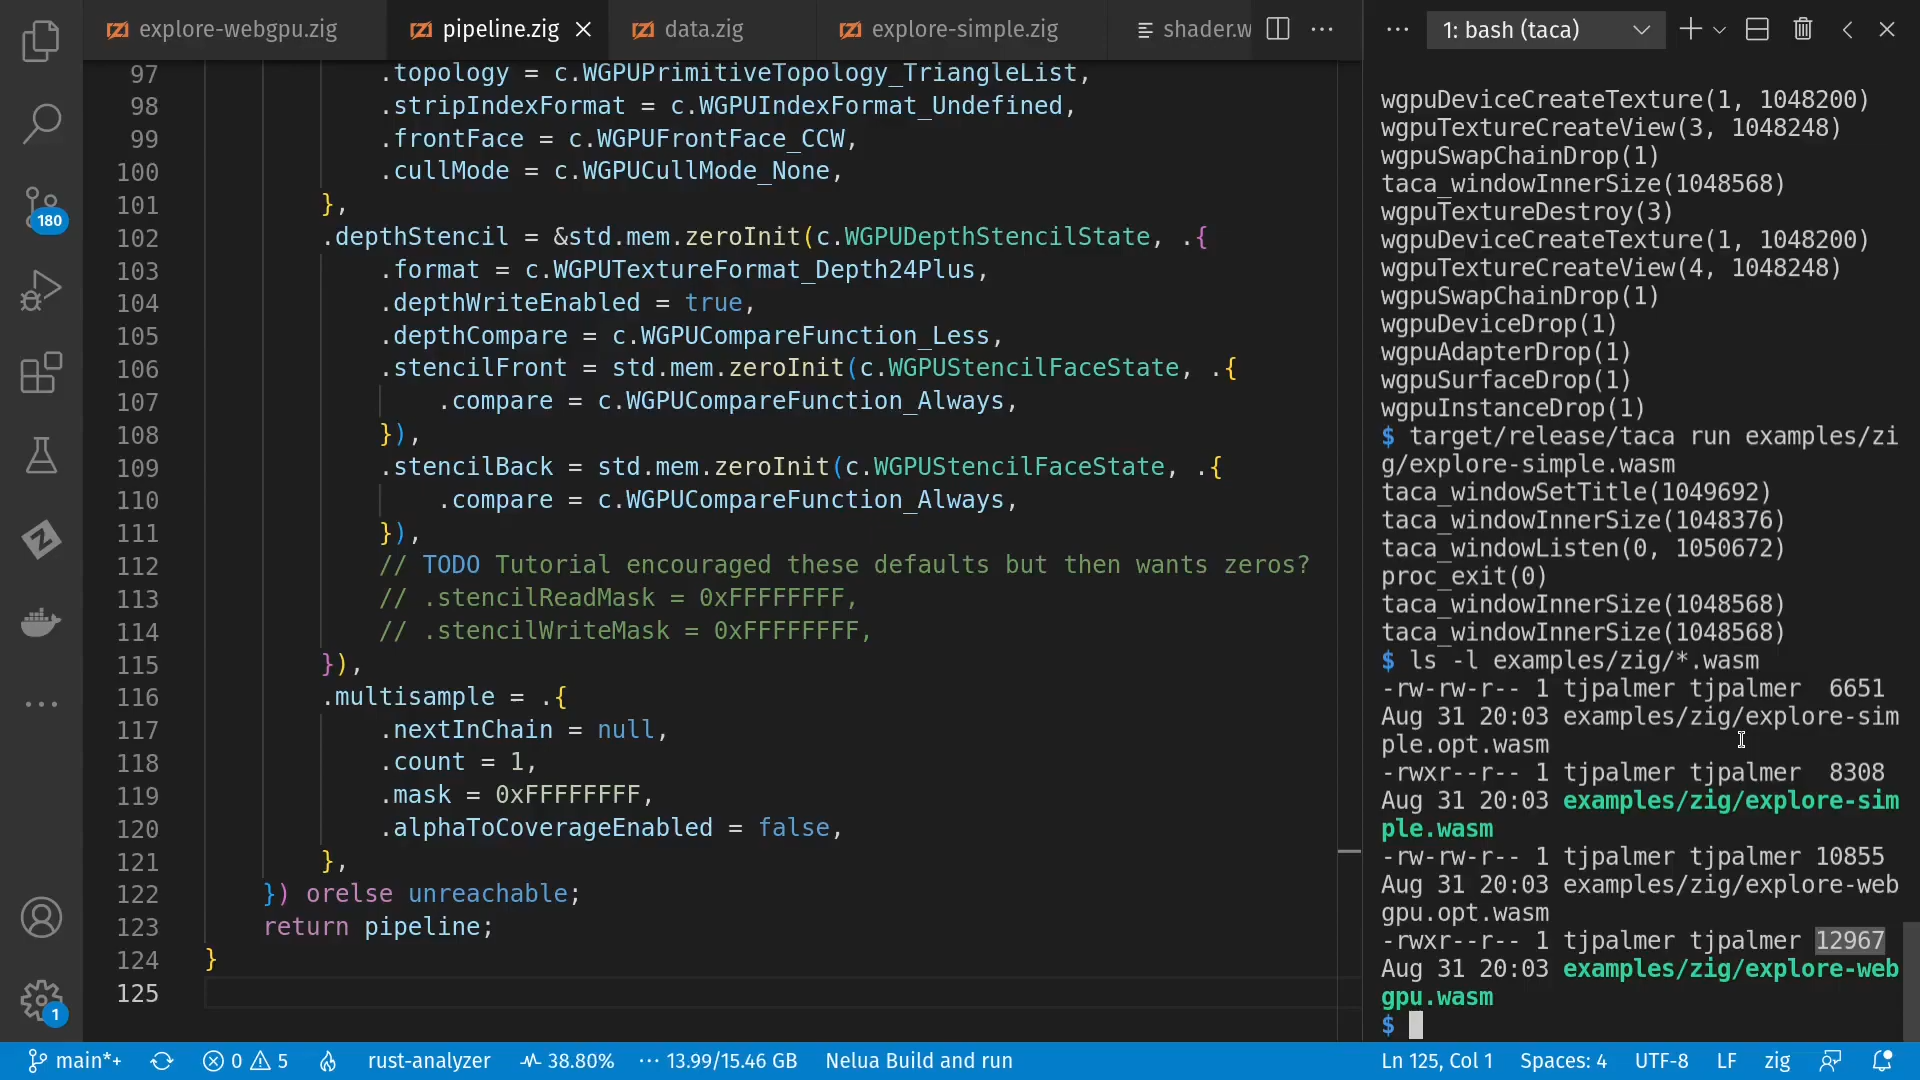 explore-webgpu.zig
pipeline.zig
data.zig
explore-simple.zig
shader.w
1: bash (taca)
97 .topology = c.WGPUPrimitiveTopology_TriangleList,
98 .stripIndexFormat = c.WGPUIndexFormat_Undefined,
99 .frontFace = c.WGPUFrontFace_CCW,
100 .cullMode = c.WGPUCullMode_None,
101 },
102 .depthStencil = &std.mem.zeroInit(c.WGPUDepthStencilState, .{
103 .format = c.WGPUTextureFormat_Depth24Plus,
104 .depthWriteEnabled = true,
105 .depthCompare = c.WGPUCompareFunction_Less,
106 .stencilFront = std.mem.zeroInit(c.WGPUStencilFaceState, .{
107 .compare = c.WGPUCompareFunction_Always,
108 }),
109 .stencilBack = std.mem.zeroInit(c.WGPUStencilFaceState, .{
110 .compare = c.WGPUCompareFunction_Always,
111 }),
112 // TODO Tutorial encouraged these defaults but then wants zeros?
113 // .stencilReadMask = 0xFFFFFFFF,
114 // .stencilWriteMask = 0xFFFFFFFF,
115 }),
116 .multisample = .{
117 .nextInChain = null,
118 .count = 1,
119 .mask = 0xFFFFFFFF,
120 .alphaToCoverageEnabled = false,
121 },
122 }) orelse unreachable;
123 return pipeline;
124 }
125
wgpuDeviceCreateTexture(1, 1048200)
wgpuTextureCreateView(3, 1048248)
wgpuSwapChainDrop(1)
taca_windowInnerSize(1048568)
wgpuTextureDestroy(3)
wgpuDeviceCreateTexture(1, 1048200)
wgpuTextureCreateView(4, 1048248)
wgpuSwapChainDrop(1)
wgpuDeviceDrop(1)
wgpuAdapterDrop(1)
wgpuSurfaceDrop(1)
wgpuInstanceDrop(1)
$ target/release/taca run examples/zi
g/explore-simple.wasm
taca_windowSetTitle(1049692)
taca_windowInnerSize(1048376)
taca_windowListen(0, 1050672)
proc_exit(0)
taca_windowInnerSize(1048568)
taca_windowInnerSize(1048568)
$ ls -l examples/zig/*.wasm
-rw-rw-r-- 1 tjpalmer tjpalmer 6651
Aug 31 20:03 examples/zig/explore-sim
ple.opt.wasm
-rwxr--r-- 1 tjpalmer tjpalmer 8308
Aug 31 20:03 examples/zig/explore-sim
ple.wasm
-rw-rw-r-- 1 tjpalmer tjpalmer 10855
Aug 31 20:03 examples/zig/explore-web
gpu.opt.wasm
-rwxr--r-- 1 tjpalmer tjpalmer 12967
Aug 31 20:03 examples/zig/explore-web
gpu.wasm
$
180
1
main*+
0
5
rust-analyzer
38.80%
13.99/15.46 GB
Nelua Build and run
Ln 125, Col 1
Spaces: 4
UTF-8
LF
zig